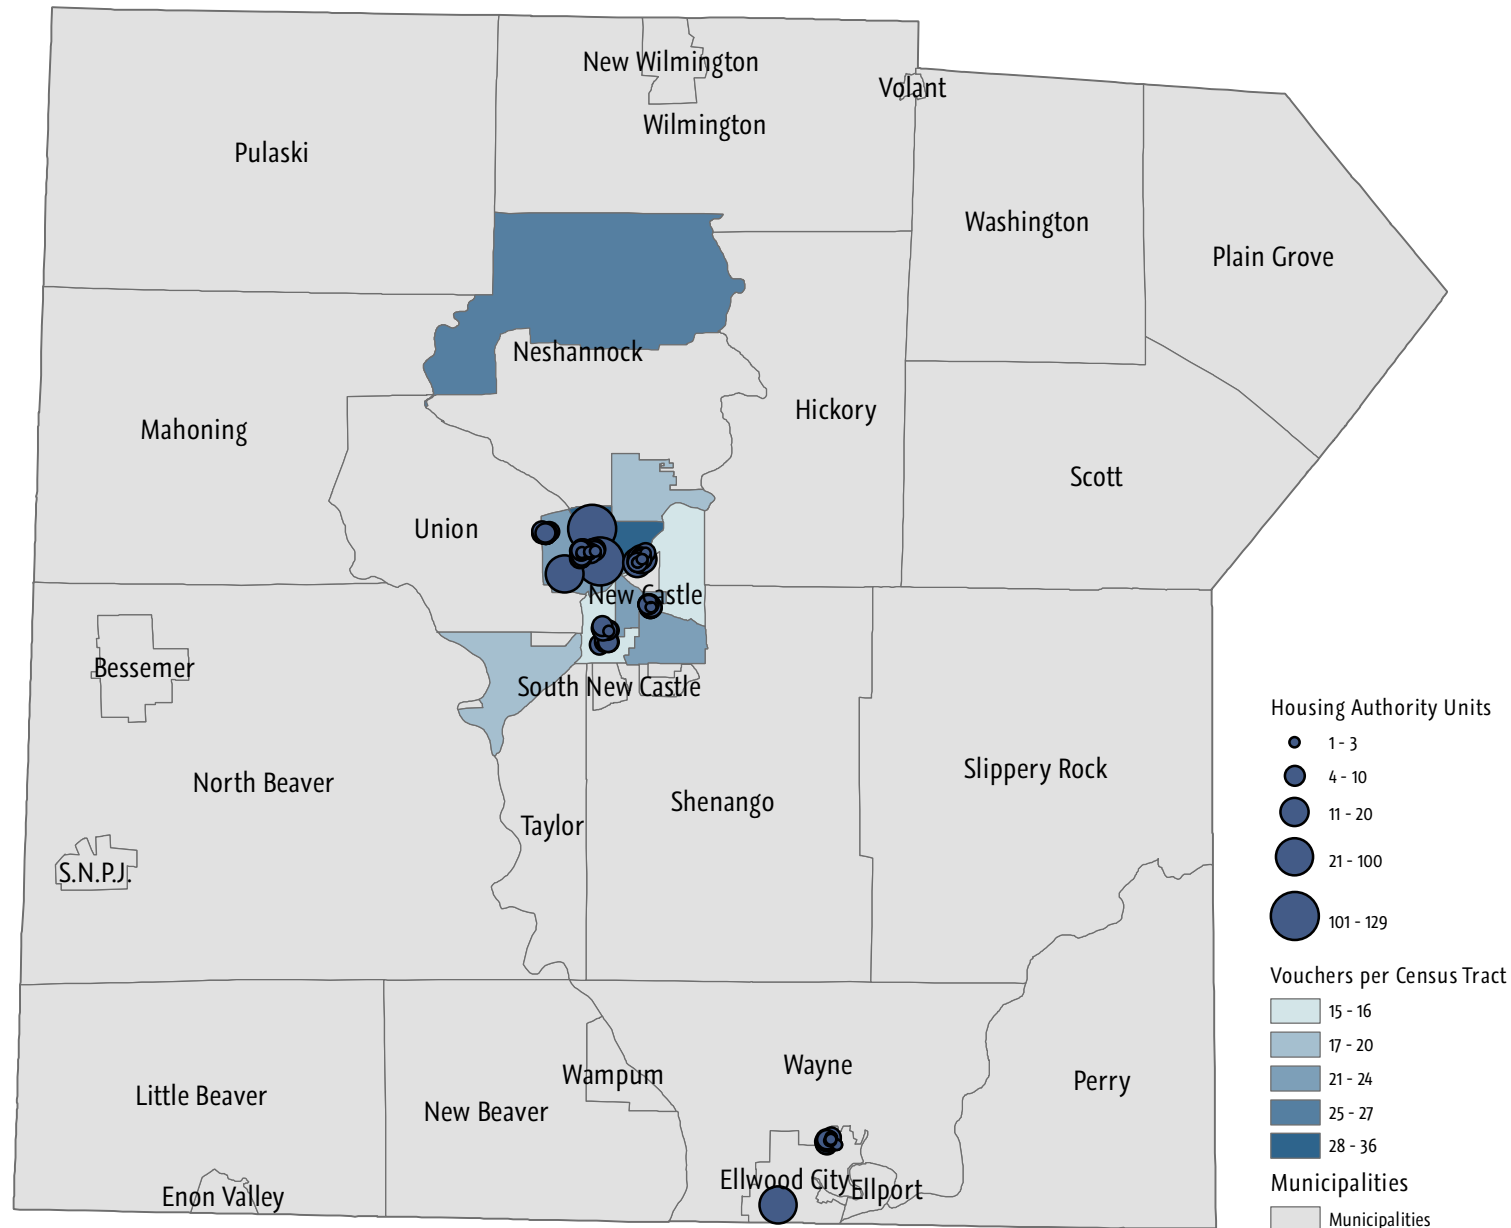 New Wilmington
Volant
Wilmington
Pulaski
Washington
Plain Grove
Neshannock
Hickory
Mahoning
Scott
Union
New Castle
Bessemer
South New Castle
North Beaver
Slippery Rock
Shenango
Taylor
S.N.P.J.
Wayne
Wampum
Perry
Little Beaver
New Beaver
Ellwood City
Ellport
Enon Valley
Housing Authority Units
1 - 3
4 - 10
11 - 20
21 - 100
101 - 129
Vouchers per Census Tract
15 - 16
17 - 20
21 - 24
25 - 27
28 - 36
Municipalities
Municipalities